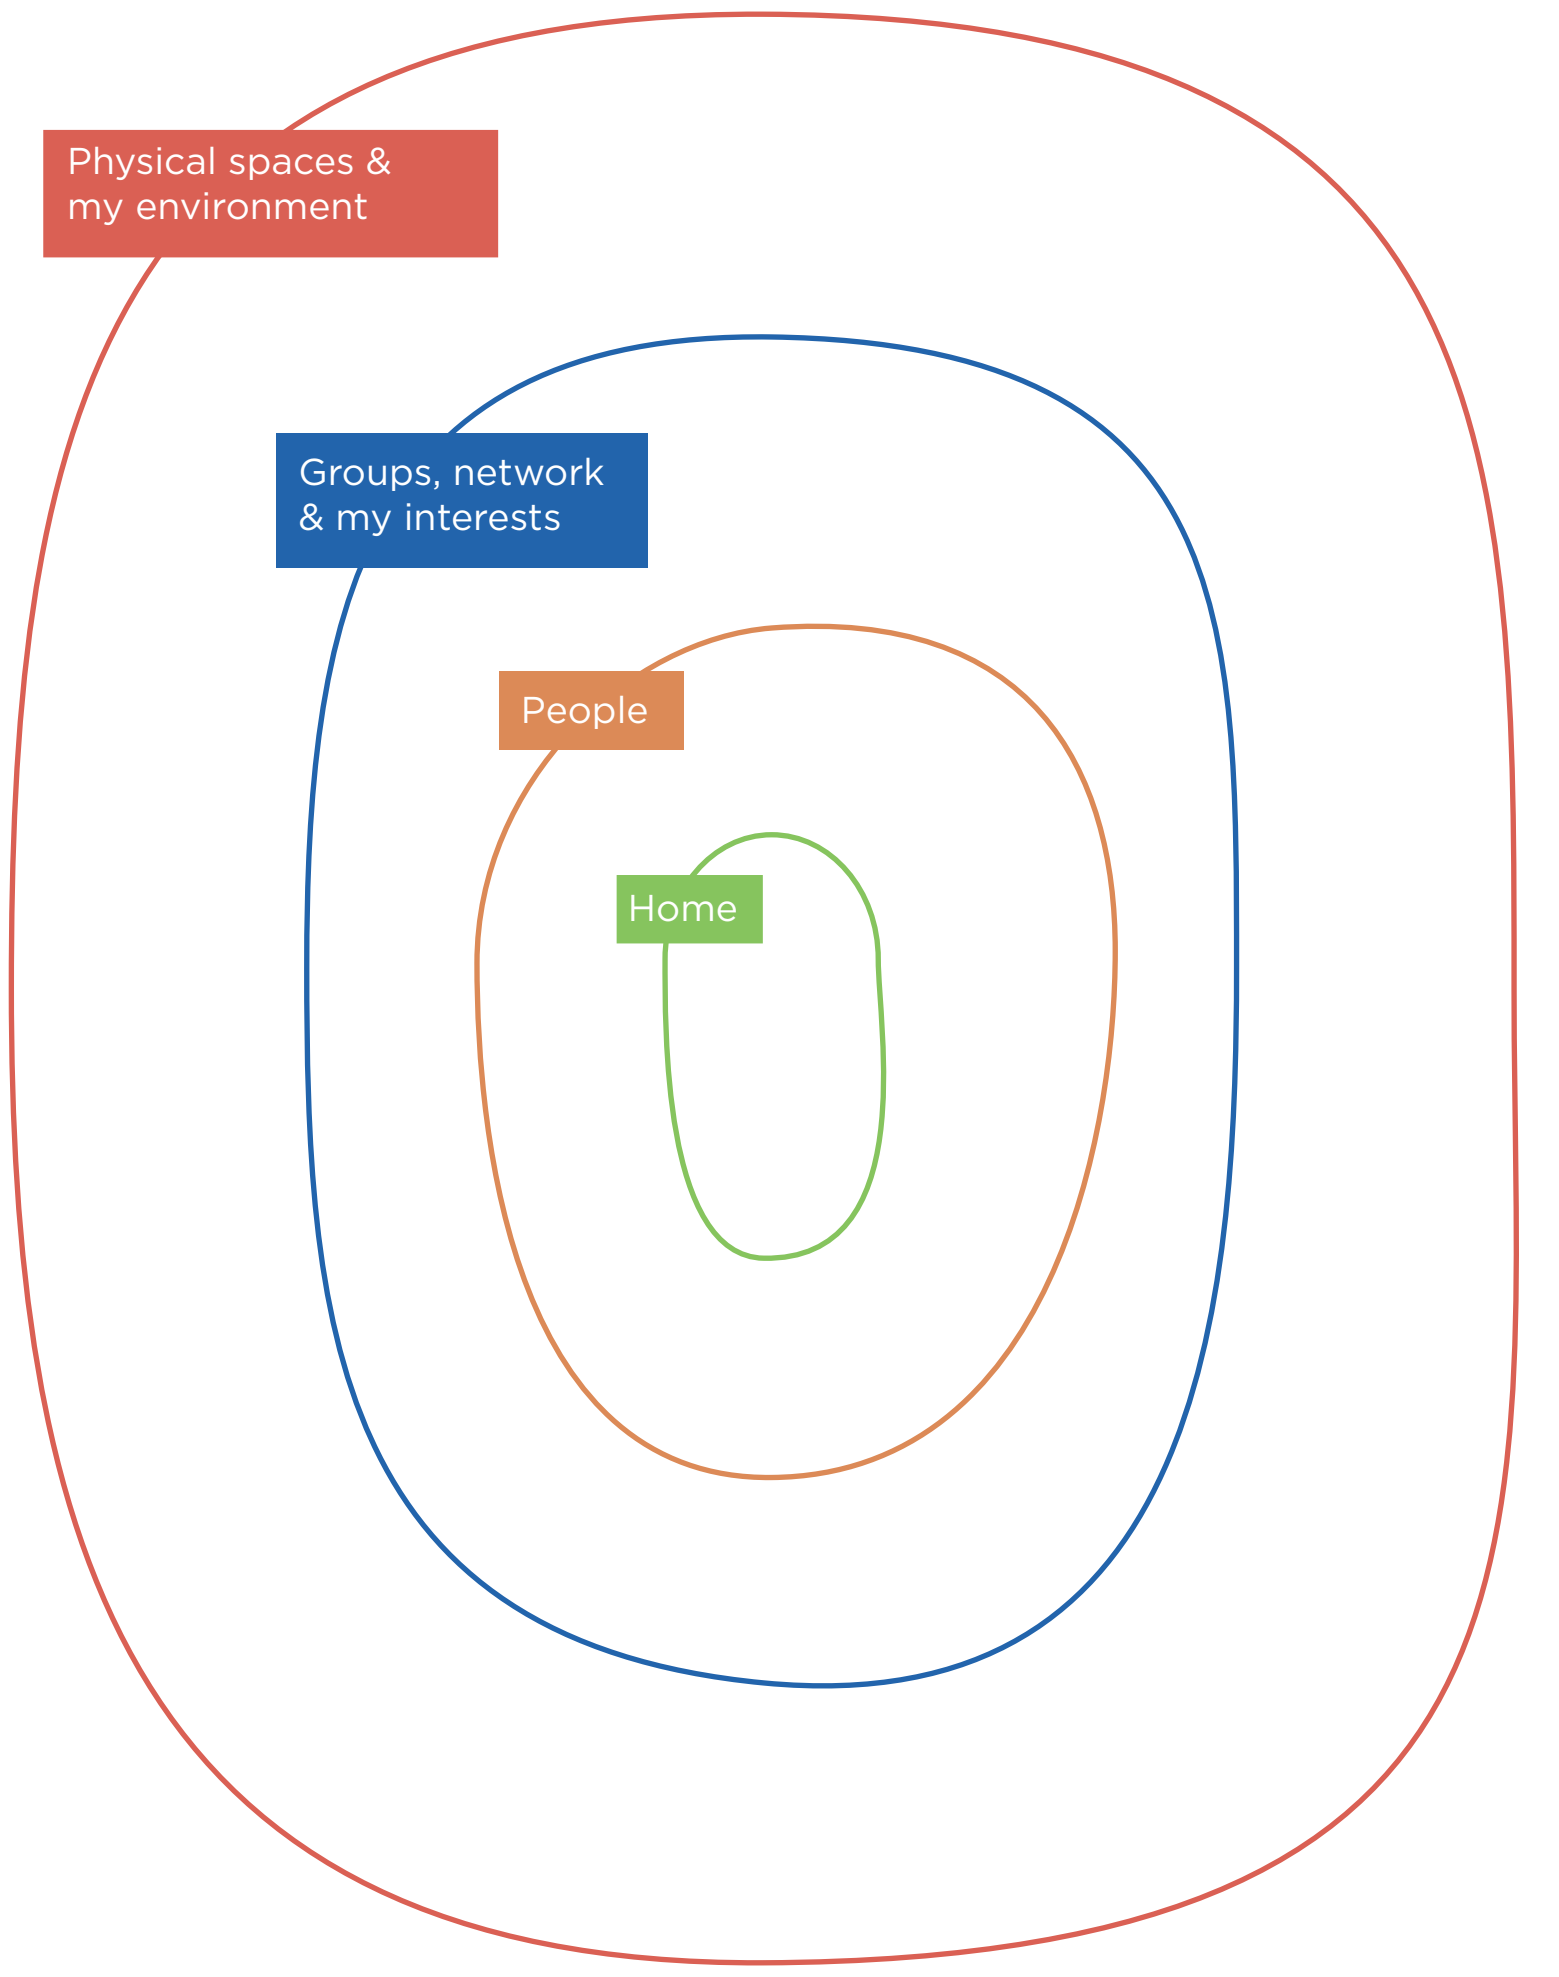 Physical spaces &
my environment
Groups, network
& my interests
People
Home